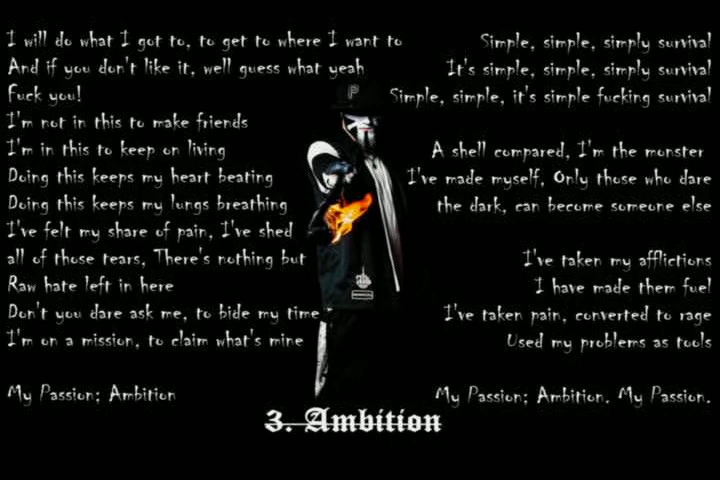 I will do what I got to, to get to where I want to
And if you don't like it, well guess what yeah
Fuck you!
I'm not in this to make friends
I'm in this to keep on living
Doing this keeps my heart beating
Doing this keeps my lungs breathing
I've felt my share of pain, I've shed
all of those tears, There's nothing but
Raw hate left in here
Don't you dare ask me, to bide my time
I'm on a mission, to claim what's mine
My Passion; Ambition
Simple, simple, simply survival
It's simple, simple, simply survival
Simple, simple, it's simple fucking survival
A shell compared, I'm the monster
I've made myself, Only those who dare
the dark, can become someone else
I've taken my afflictions
I have made them fuel
I've taken pain, converted to rage
Used my problems as tools
My Passion; Ambition. My Passion.
P
3. Ambition